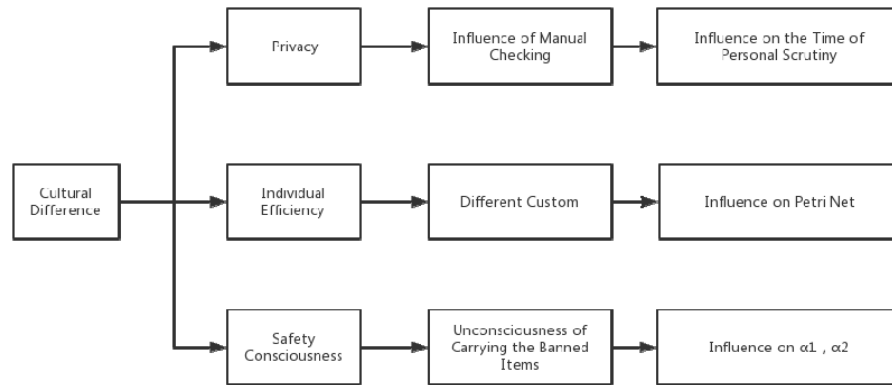 Privacy
Influence of Manual
Checking
Influence on the Time of
Personal Scrutiny
Cultural
Difference
Individual
Efficiency
Different Custom
Influence on Petri Net
Safety
Consciousness
Unconsciousness of
Carrying the Banned
Items
Influence on α1 , α2